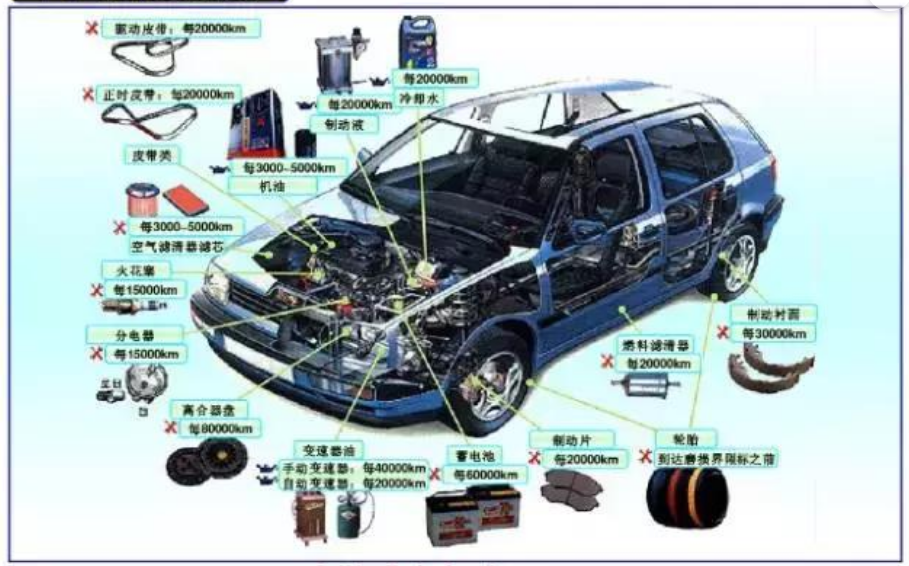 驱动皮带：每20000km
每20000km
正时皮带：每20000km
每20000km
冷却水
制动液
皮带类
每3000~5000km
机油
每3000~5000km
空气滤清器滤芯
火花塞
每15000km
分电器
每15000km
制动衬面
每30000km
燃料滤清器
每20000km
离合器盘
每80000km
变速器油
手动变速器：每40000km
自动变速器：每20000km
蓄电池
每60000km
制动片
每20000km
轮胎
到达磨损界限标之前